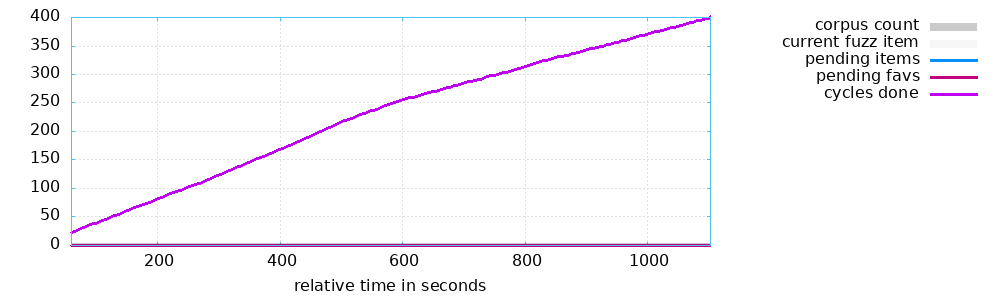 400
350
300
250
200
150
100
50
0
200 400 600 800 1000
relative time in seconds
corpus count
current fuzz item
pending items
pending favs
cycles done